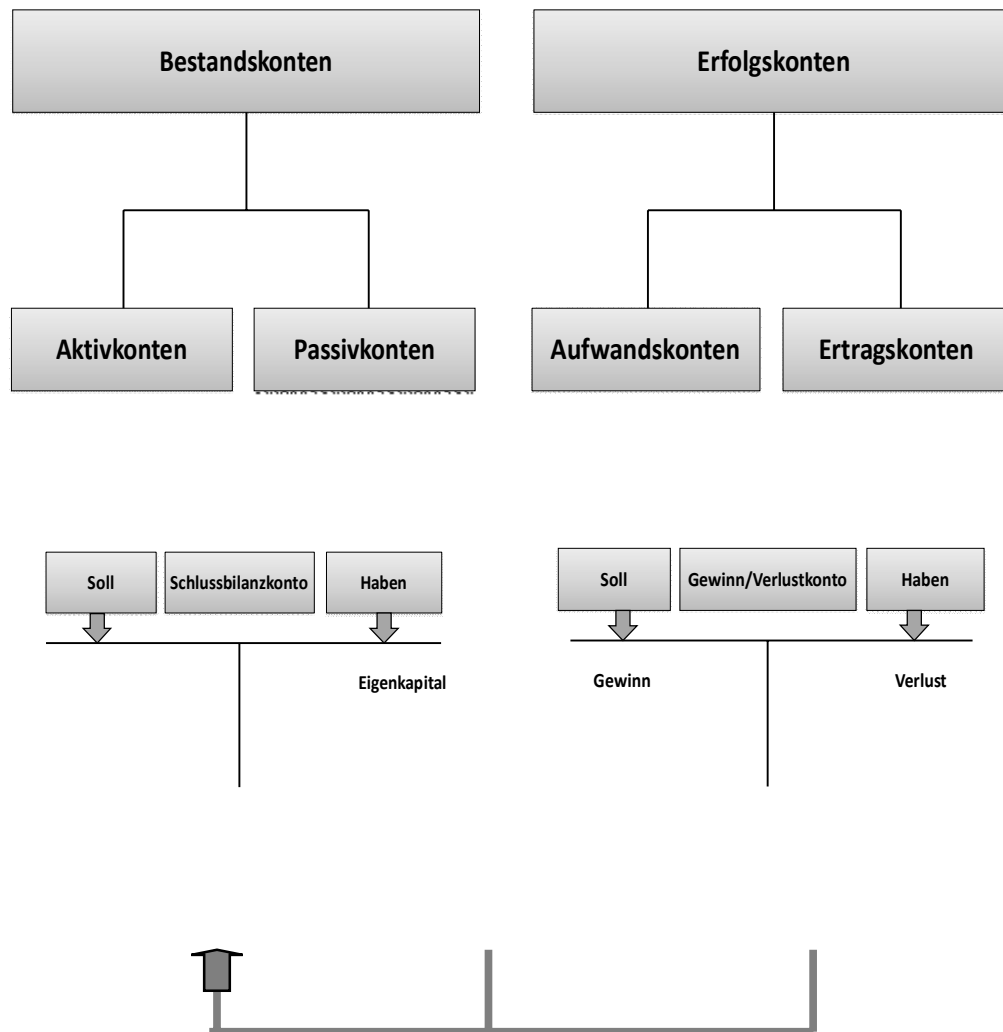 Bestandskonten
Erfolgskonten
Aktivkonten
Passivkonten
Aufwandskonten
Ertragskonten
Soll
Schlussbilanzkonto
Haben
Soll
Gewinn/Verlustkonto
Haben
Eigenkapital
Gewinn
Verlust